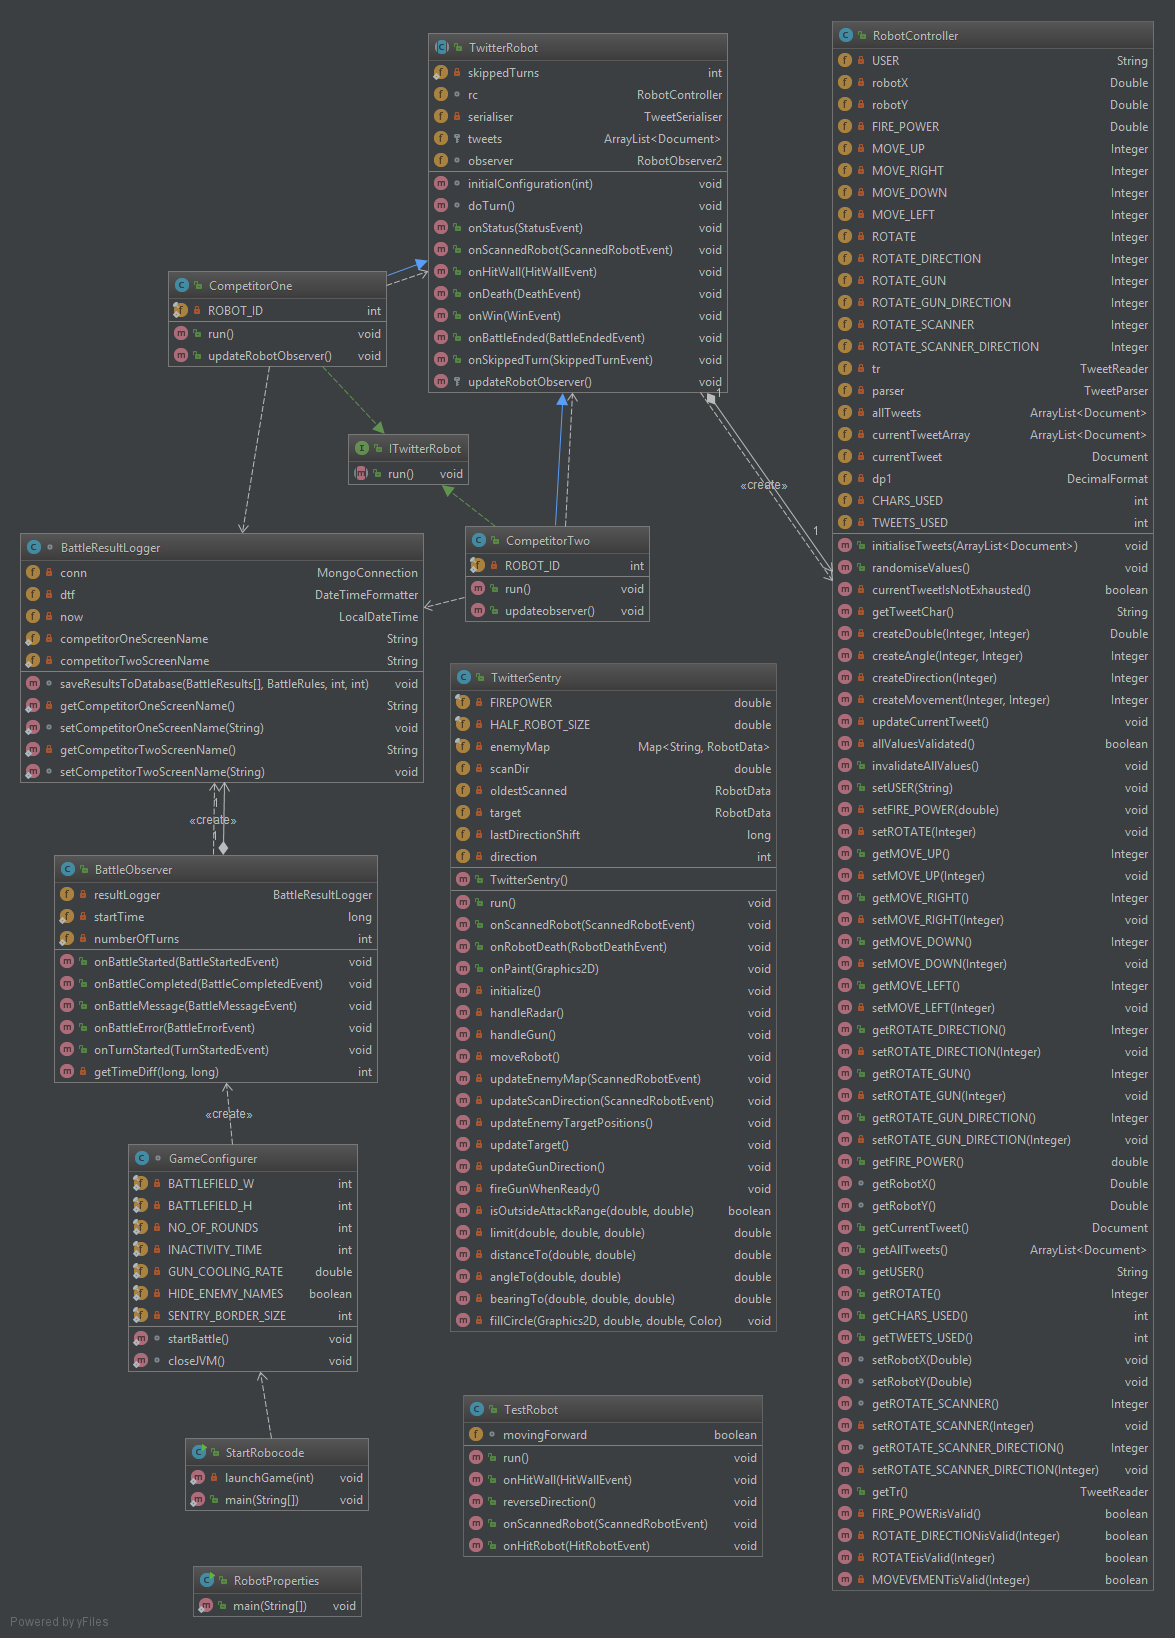 TwitterRobot
skippedTurns int
rc RobotController
serialiser TweetSerialiser
tweets ArrayList<Document>
observer RobotObserver2
initialConfiguration(int) void
doTurn() void
onStatus(StatusEvent) void
onScannedRobot(ScannedRobotEvent) void
onHitWall(HitWallEvent) void
onDeath(DeathEvent) void
onWin(WinEvent) void
onBattleEnded(BattleEndedEvent) void
onSkippedTurn(SkippedTurnEvent) void
updateRobotObserver() void
CompetitorOne
ROBOT_ID int
run() void
updateRobotObserver() void
ITwitterRobot
run() void
CompetitorTwo
ROBOT_ID int
run() void
updateobserver() void
1
«create»
1
BattleResultLogger
conn MongoConnection
dtf DateTimeFormatter
now LocalDateTime
competitorOneScreenName String
competitorTwoScreenName String
saveResultsToDatabase(BattleResults[], BattleRules, int, int) void
getCompetitorOneScreenName() String
setCompetitorOneScreenName(String) void
getCompetitorTwoScreenName() String
setCompetitorTwoScreenName(String) void
1
«create»
1
BattleObserver
resultLogger BattleResultLogger
startTime long
numberOfTurns int
onBattleStarted(BattleStartedEvent) void
onBattleCompleted(BattleCompletedEvent) void
onBattleMessage(BattleMessageEvent) void
onBattleError(BattleErrorEvent) void
onTurnStarted(TurnStartedEvent) void
getTimeDiff(long, long) int
«create»
GameConfigurer
BATTLEFIELD_W int
BATTLEFIELD_H int
NO_OF_ROUNDS int
INACTIVITY_TIME int
GUN_COOLING_RATE double
HIDE_ENEMY_NAMES boolean
SENTRY_BORDER_SIZE int
startBattle() void
closeJVM() void
StartRobocode
launchGame(int) void
main(String[]) void
RobotProperties
main(String[]) void
TwitterSentry
FIREPOWER double
HALF_ROBOT_SIZE double
enemyMap Map<String, RobotData>
scanDir double
oldestScanned RobotData
target RobotData
lastDirectionShift long
direction int
TwitterSentry()
run() void
onScannedRobot(ScannedRobotEvent) void
onRobotDeath(RobotDeathEvent) void
onPaint(Graphics2D) void
initialize() void
handleRadar() void
handleGun() void
moveRobot() void
updateEnemyMap(ScannedRobotEvent) void
updateScanDirection(ScannedRobotEvent) void
updateEnemyTargetPositions() void
updateTarget() void
updateGunDirection() void
fireGunWhenReady() void
isOutsideAttackRange(double, double) boolean
limit(double, double, double) double
distanceTo(double, double) double
angleTo(double, double) double
bearingTo(double, double, double) double
fillCircle(Graphics2D, double, double, Color) void
TestRobot
movingForward boolean
run() void
onHitWall(HitWallEvent) void
reverseDirection() void
onScannedRobot(ScannedRobotEvent) void
onHitRobot(HitRobotEvent) void
RobotController
USER String
robotX Double
robotY Double
FIRE_POWER Double
MOVE_UP Integer
MOVE_RIGHT Integer
MOVE_DOWN Integer
MOVE_LEFT Integer
ROTATE Integer
ROTATE_DIRECTION Integer
ROTATE_GUN Integer
ROTATE_GUN_DIRECTION Integer
ROTATE_SCANNER Integer
ROTATE_SCANNER_DIRECTION Integer
tr TweetReader
parser TweetParser
allTweets ArrayList<Document>
currentTweetArray ArrayList<Document>
currentTweet Document
dp1 DecimalFormat
CHARS_USED int
TWEETS_USED int
initialiseTweets(ArrayList<Document>) void
randomiseValues() void
currentTweetIsNotExhausted() boolean
getTweetChar() String
createDouble(Integer, Integer) Double
createAngle(Integer, Integer) Integer
createDirection(Integer) Integer
createMovement(Integer, Integer) Integer
updateCurrentTweet() void
allValuesValidated() boolean
invalidateAllValues() void
setUSER(String) void
setFIRE_POWER(double) void
setROTATE(Integer) void
getMOVE_UP() Integer
setMOVE_UP(Integer) void
getMOVE_RIGHT() Integer
setMOVE_RIGHT(Integer) void
getMOVE_DOWN() Integer
setMOVE_DOWN(Integer) void
getMOVE_LEFT() Integer
setMOVE_LEFT(Integer) void
getROTATE_DIRECTION() Integer
setROTATE_DIRECTION(Integer) void
getROTATE_GUN() Integer
setROTATE_GUN(Integer) void
getROTATE_GUN_DIRECTION() Integer
setROTATE_GUN_DIRECTION(Integer) void
getFIRE_POWER() double
getRobotX() Double
getRobotY() Double
getCurrentTweet() Document
getAllTweets() ArrayList<Document>
getUSER() String
getROTATE() Integer
getCHARS_USED() int
getTWEETS_USED() int
setRobotX(Double) void
setRobotY(Double) void
getROTATE_SCANNER() Integer
setROTATE_SCANNER(Integer) void
getROTATE_SCANNER_DIRECTION() Integer
setROTATE_SCANNER_DIRECTION(Integer) void
getTr() TweetReader
FIRE_POWERisValid() boolean
ROTATE_DIRECTIONisValid(Integer) boolean
ROTATEisValid(Integer) boolean
MOVEVEMENTisValid(Integer) boolean
Powered by yFiles